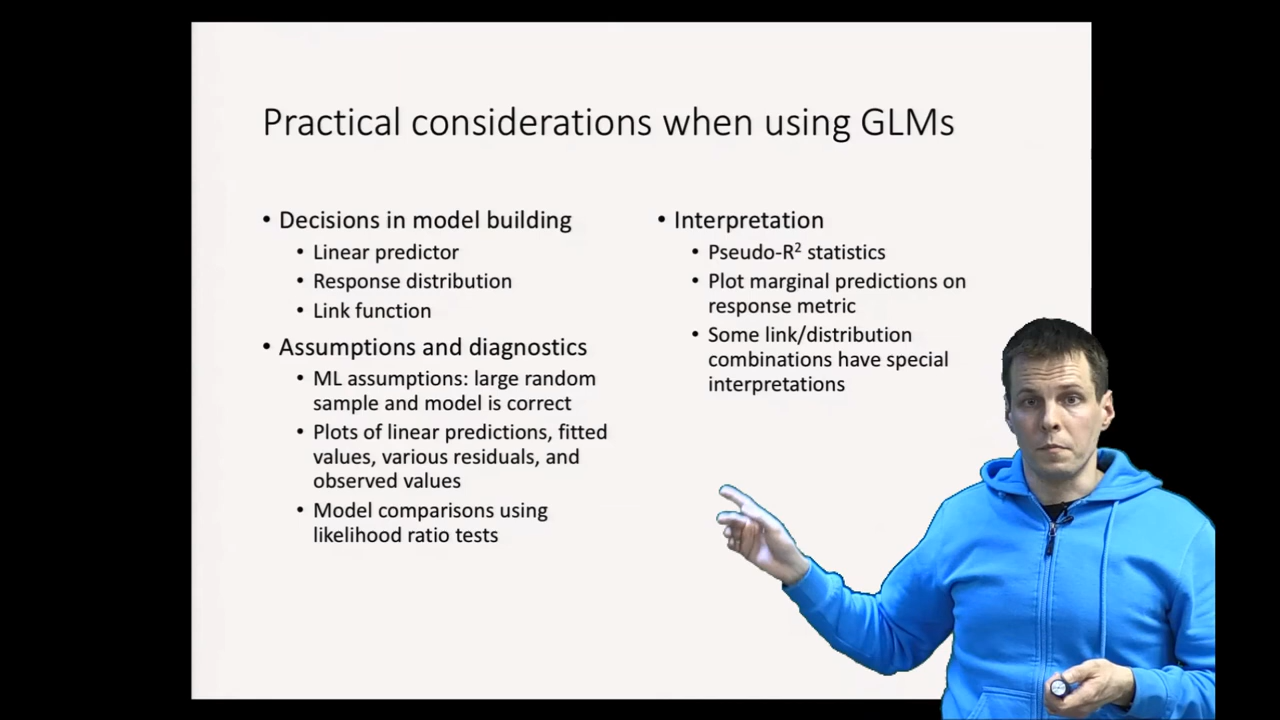 Practical considerations when using GLMs
• Decisions in model building
• Linear predictor
• Response distribution
• Link function
• Assumptions and diagnostics
• ML assumptions: large random
sample and model is correct
• Plots of linear predictions, fitted
values, various residuals, and
observed values
• Model comparisons using
likelihood ratio tests
• Interpretation
• Pseudo-R² statistics
• Plot marginal predictions on
response metric
• Some link/distribution
combinations have special
interpretations